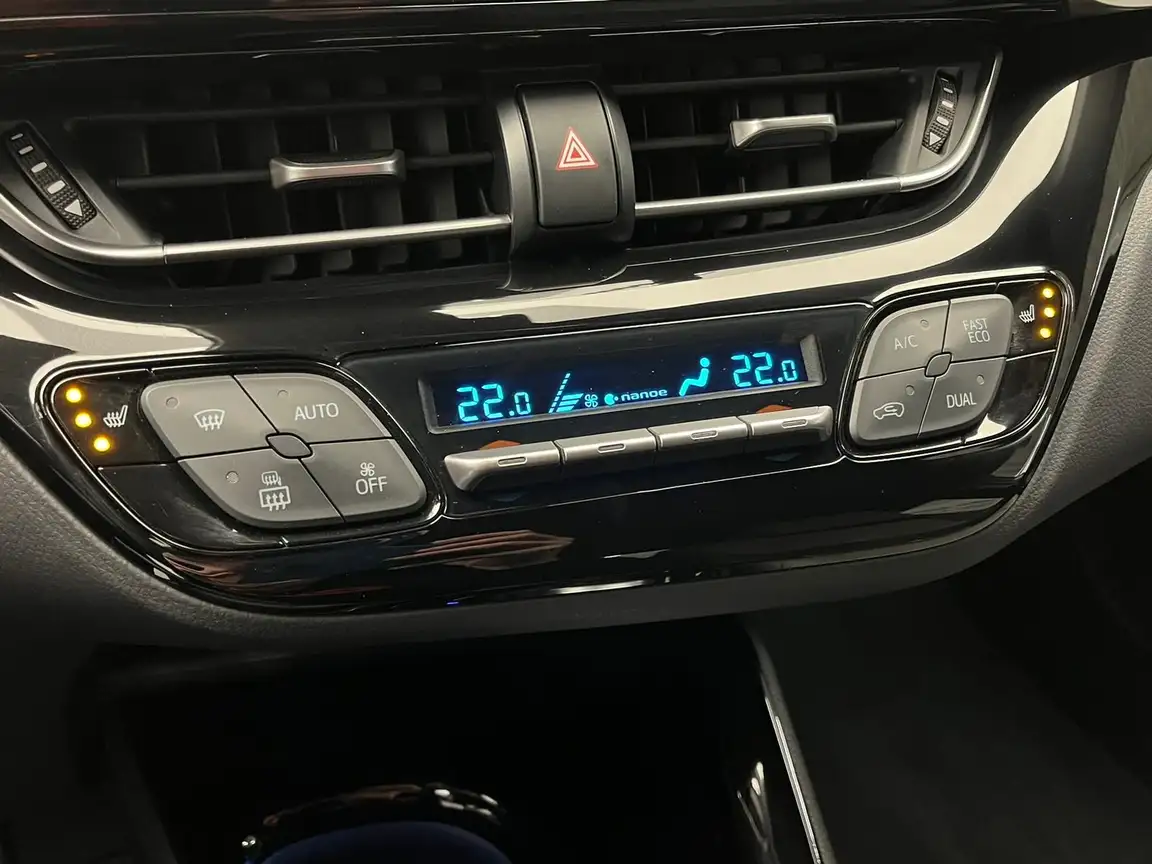 22.0 nanoe 22.0
A/C
FAST
ECO
AUTO
OFF
DUAL